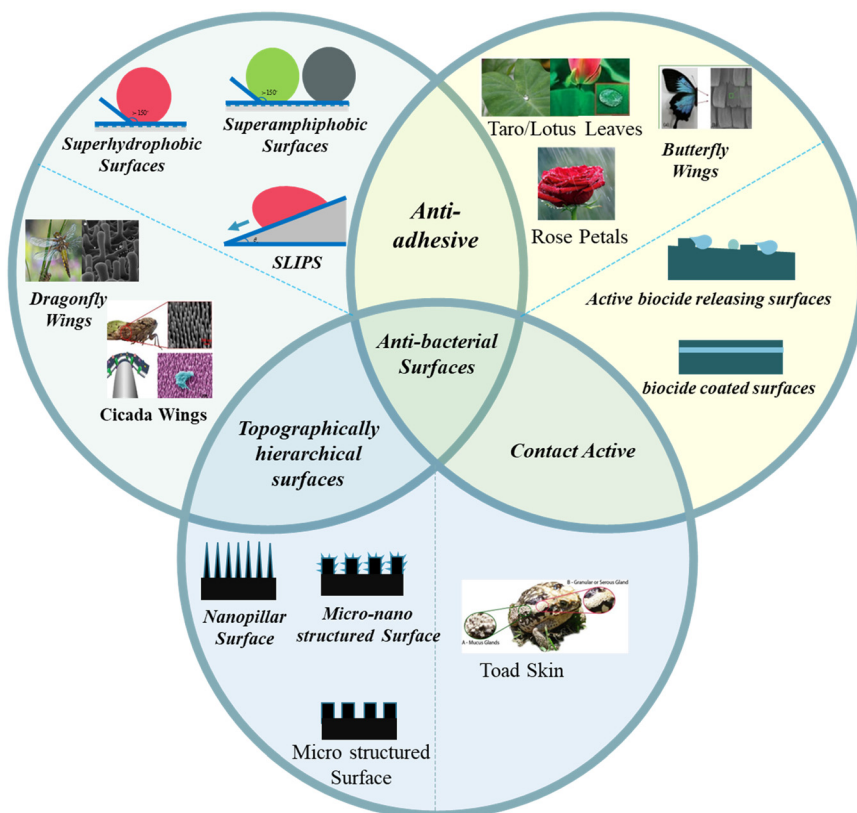 >150°
Superhydrophobic
Surfaces
>150°
Superamphiphobic
Surfaces
SLIPS
Taro/Lotus Leaves
Butterfly
Wings
Rose Petals
Anti-
adhesive
Dragonfly
Wings
Cicada Wings
Active biocide releasing surfaces
biocide coated surfaces
Anti-bacterial
Surfaces
Topographically
hierarchical
surfaces
Contact Active
Nanopillar
Surface
Micro-nano
structured Surface
Micro structured
Surface
B - Granular or Serous Gland
A - Mucus Glands
Toad Skin